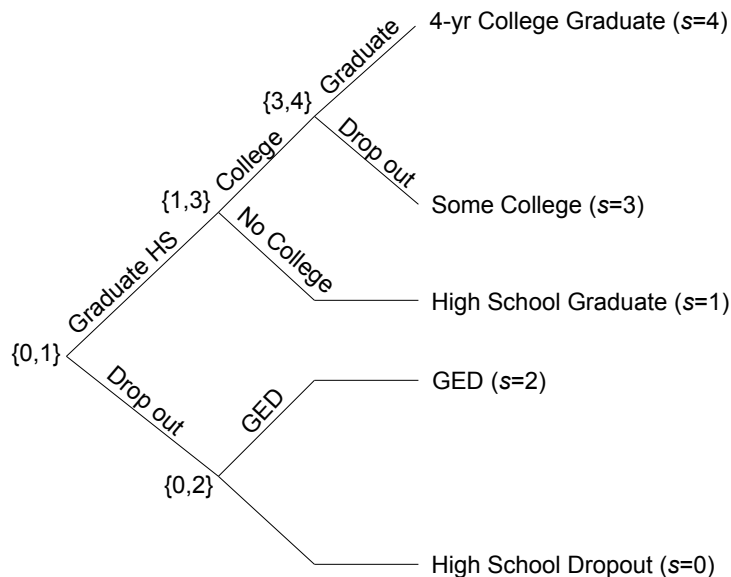 4-yr College Graduate (s=4)
Graduate
{3,4}
Drop out
College
{1,3}
Some College (s=3)
No College
Graduate HS
High School Graduate (s=1)
{0,1}
GED (s=2)
Drop out
GED
{0,2}
High School Dropout (s=0)